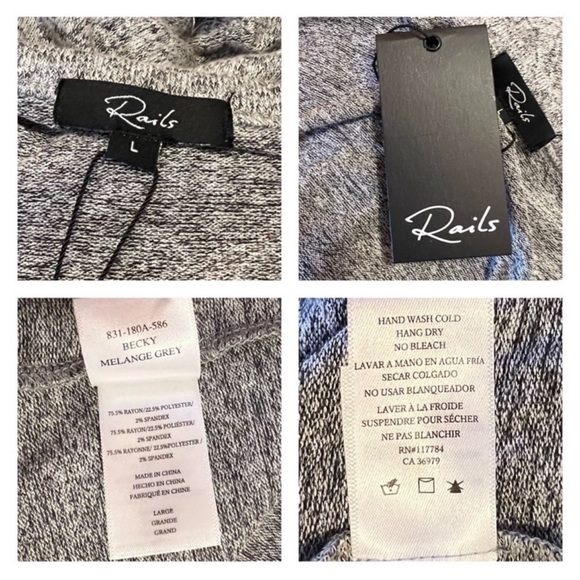 Rails
L
Rails
Rails
L
831-180A-586
BECKY
MELANGE GREY
75.5% RAYON/22.5% POLYESTER/
2% SPANDEX
75.5% RAYON/22.5% POLIÉSTER/
2% SPANDEX
75.5% RAYONNE/ 22.5%POLYESTER/
2% SPANDEX
MADE IN CHINA
HECHO EN CHINA
FABRIQUÉ EN CHINE
LARGE
GRANDE
GRAND
HAND WASH COLD
HANG DRY
NO BLEACH
LAVAR A MANO EN AGUA FRÍA
SECAR COLGADO
NO USAR BLANQUEADOR
LAVER À LA FROIDE
SUSPENDRE POUR SÉCHER
NE PAS BLANCHIR
RN#117784
CA 36979